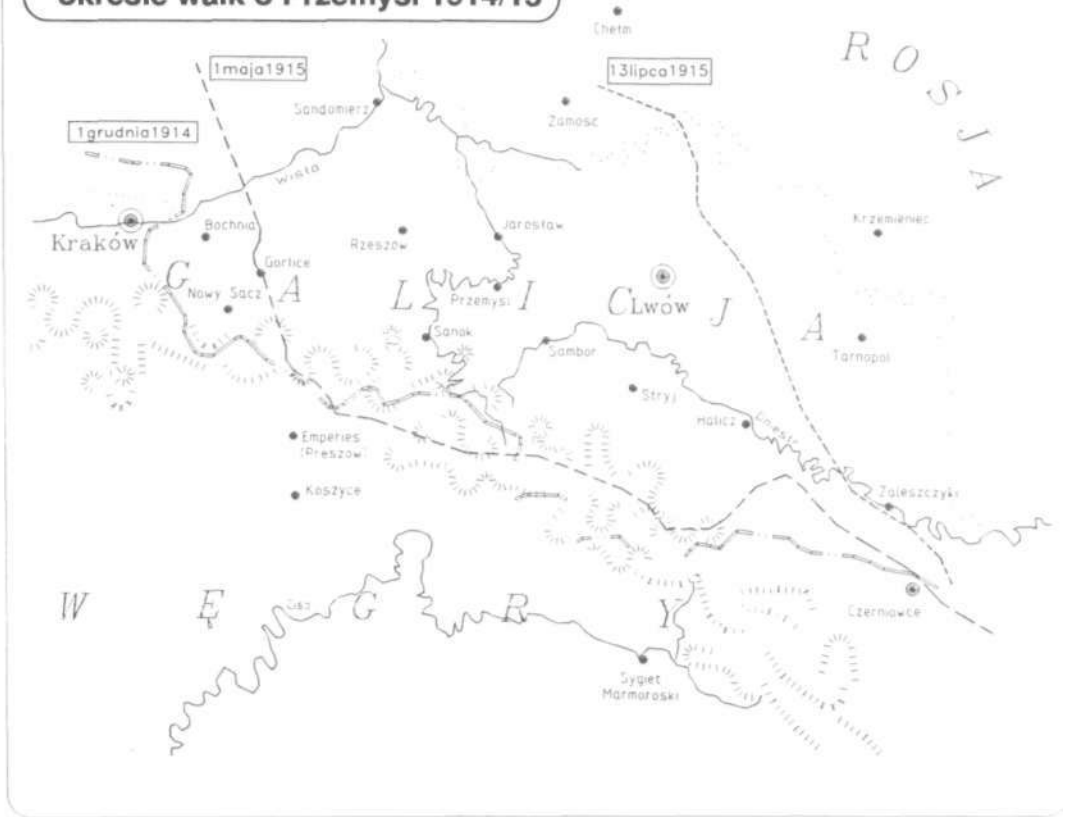 okresie walk o Przemyśl 1914/15
Chełm
R O S J A
1maja1915
13lipca1915
Sandomierz
Zamość
1grudnia1914
Wisła
Kraków
Bochnia
Rzeszów
Jarosław
Krzemieniec
Gorlice
G A L I C J A
Nowy Sącz
Przemyśl
Lwów
Sanok
Sambor
Tarnopol
Stryj
Halicz
Dniestr
Emperies
(Preszów)
Koszyce
Zaleszczyki
W Ę G R Y
Cisa
Czerniowce
Sygiet
Marmoroski